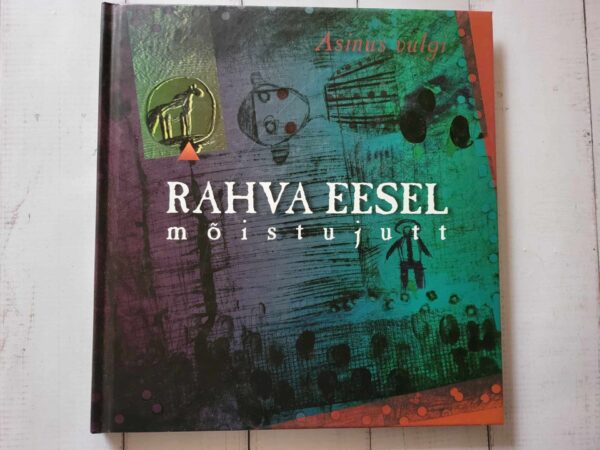 Asinus vulgi
RAHVA EESEL
mõistujutt